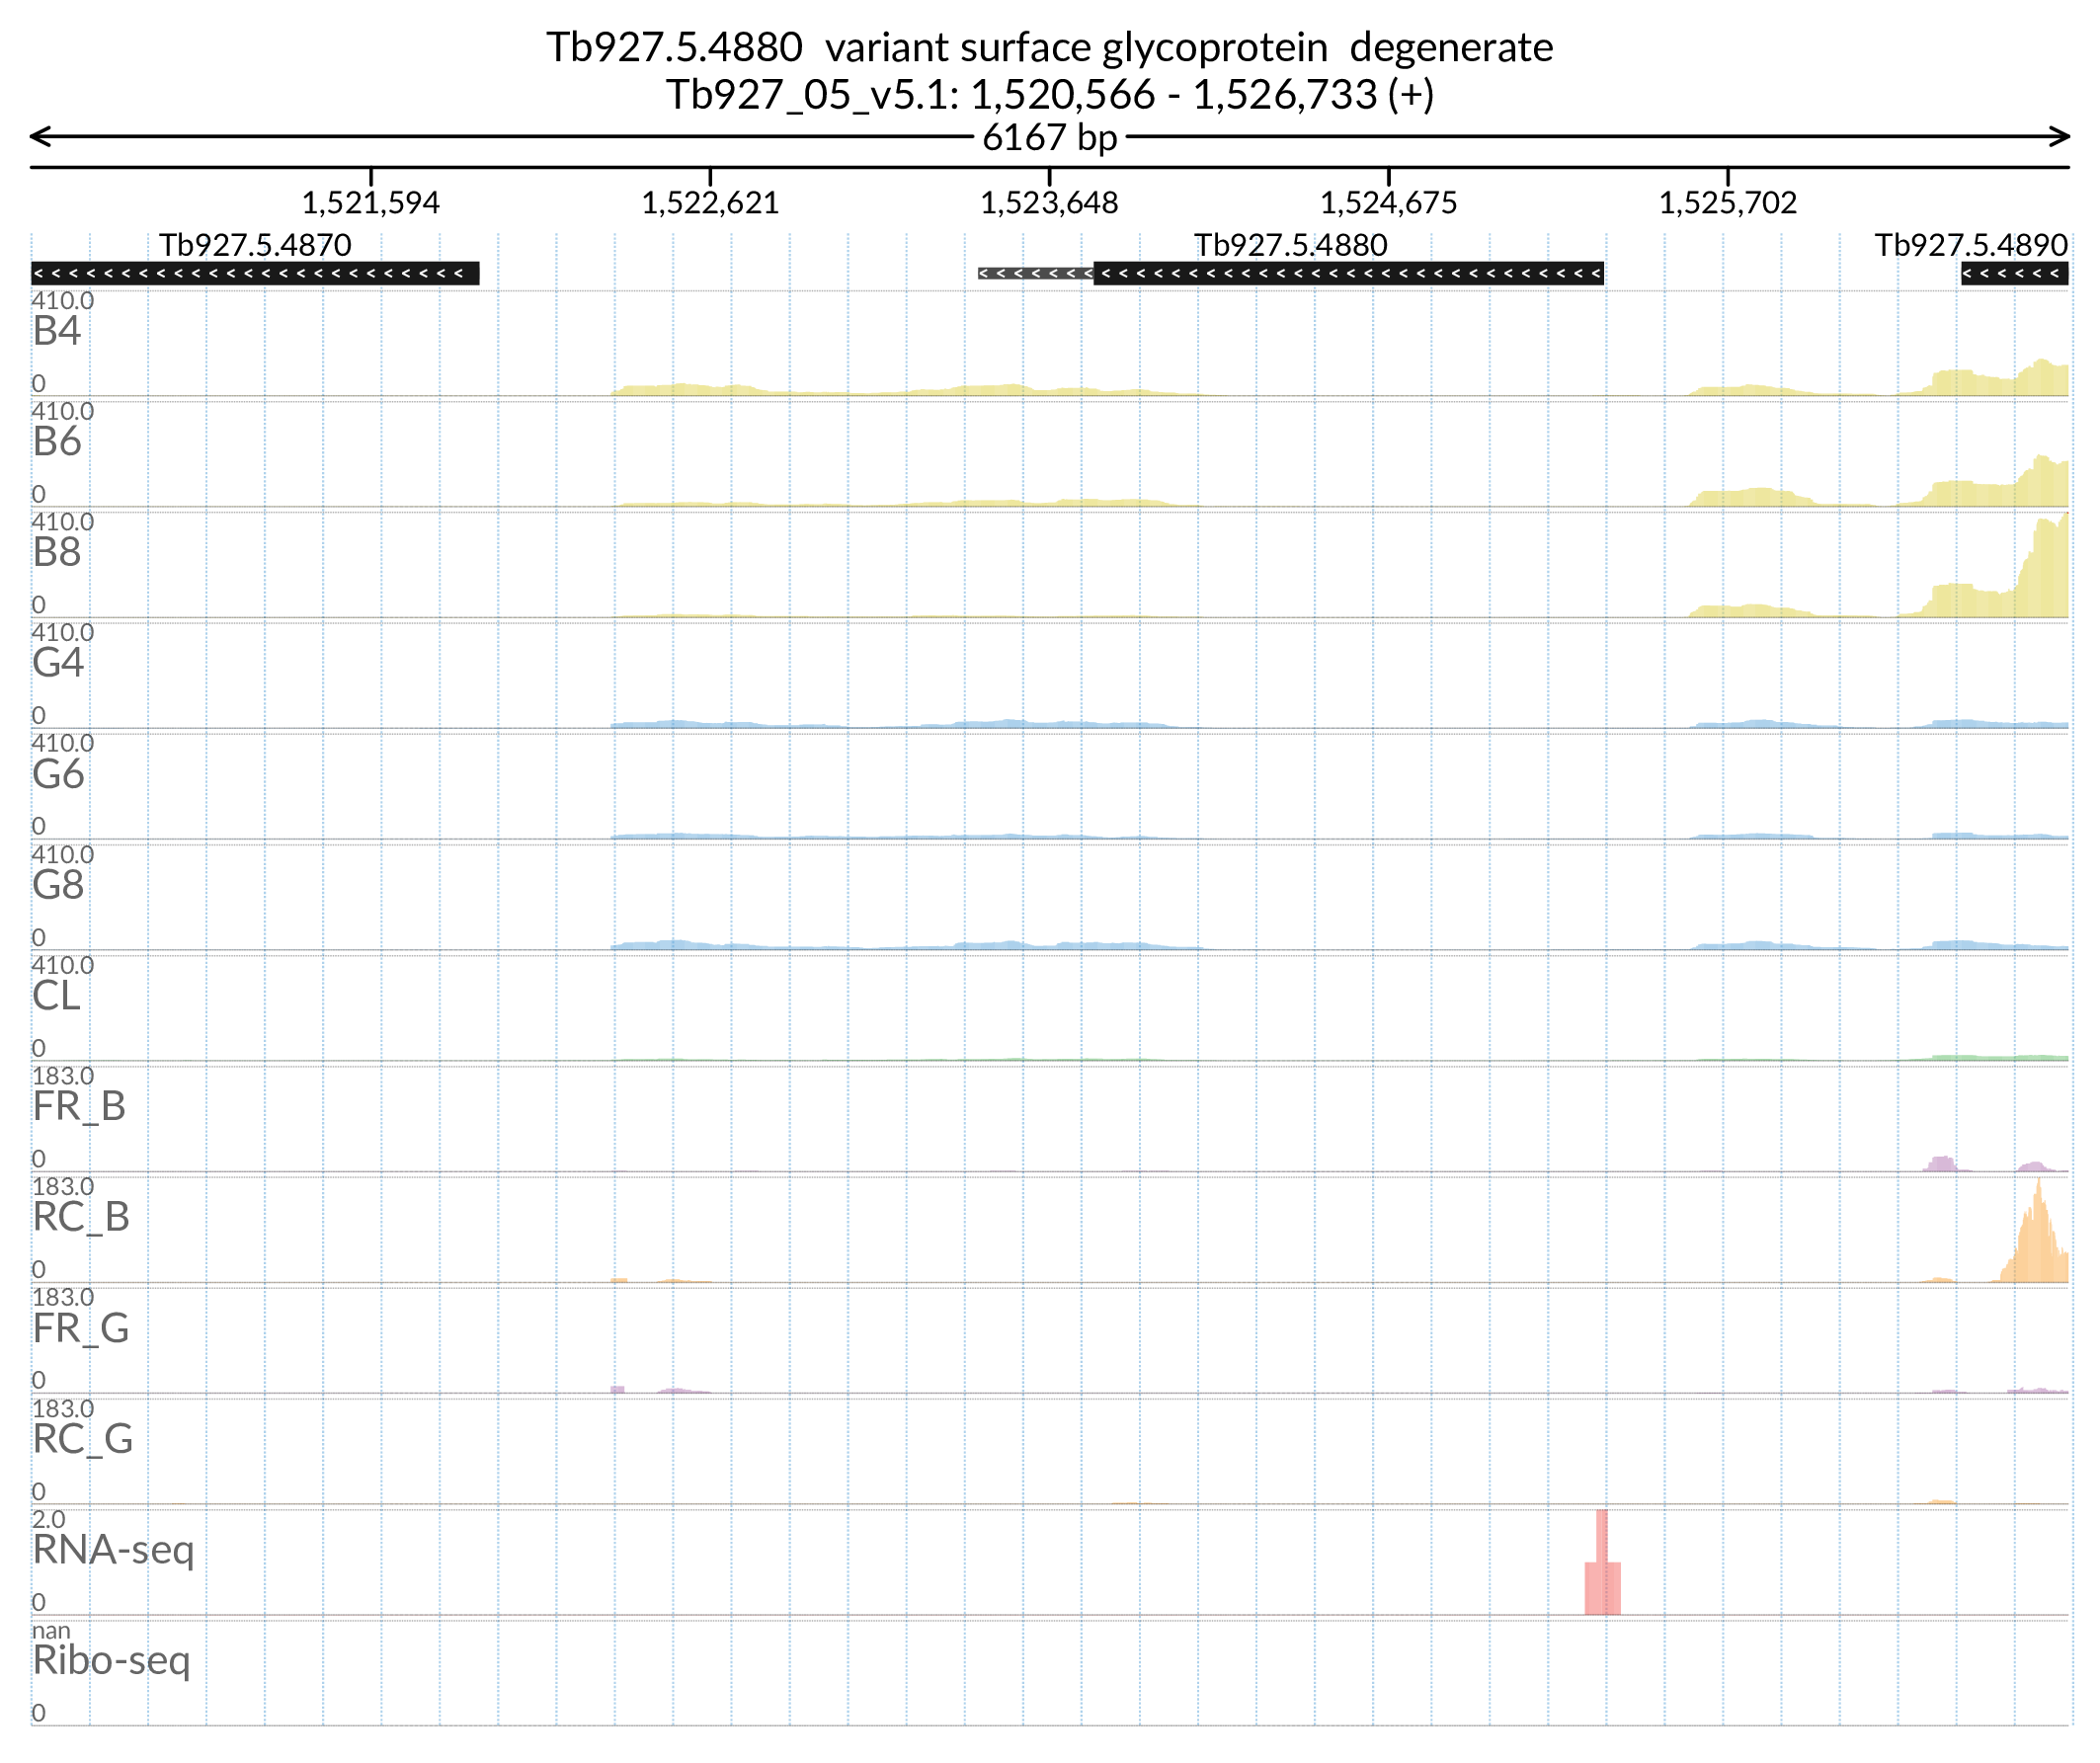 Tb927.5.4880 variant surface glycoprotein degenerate
Tb927_05_v5.1: 1,520,566 - 1,526,733 (+)
6167 bp
1,521,594 1,522,621 1,523,648 1,524,675 1,525,702
Tb927.5.4870 Tb927.5.4880 Tb927.5.4890
410.0
B4
0
410.0
B6
0
410.0
B8
0
410.0
G4
0
410.0
G6
0
410.0
G8
0
410.0
CL
0
183.0
FR_B
0
183.0
RC_B
0
183.0
FR_G
0
183.0
RC_G
0
2.0
RNA-seq
0
nan
Ribo-seq
0